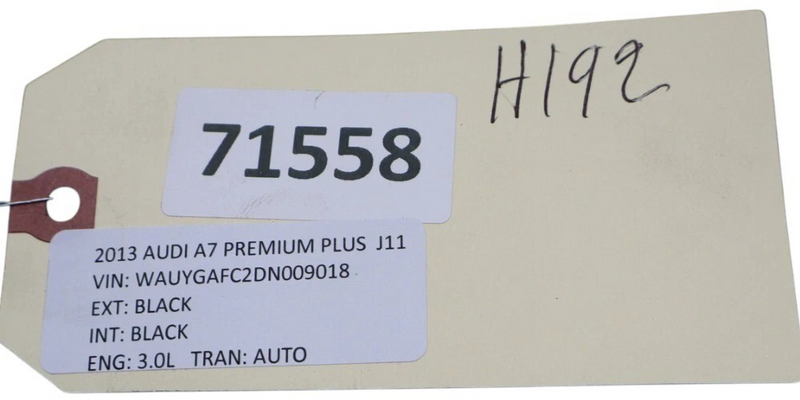 H192
71558
2013 AUDI A7 PREMIUM PLUS J11
VIN: WAUYGAFC2DN009018
EXT: BLACK
INT: BLACK
ENG: 3.0L TRAN: AUTO